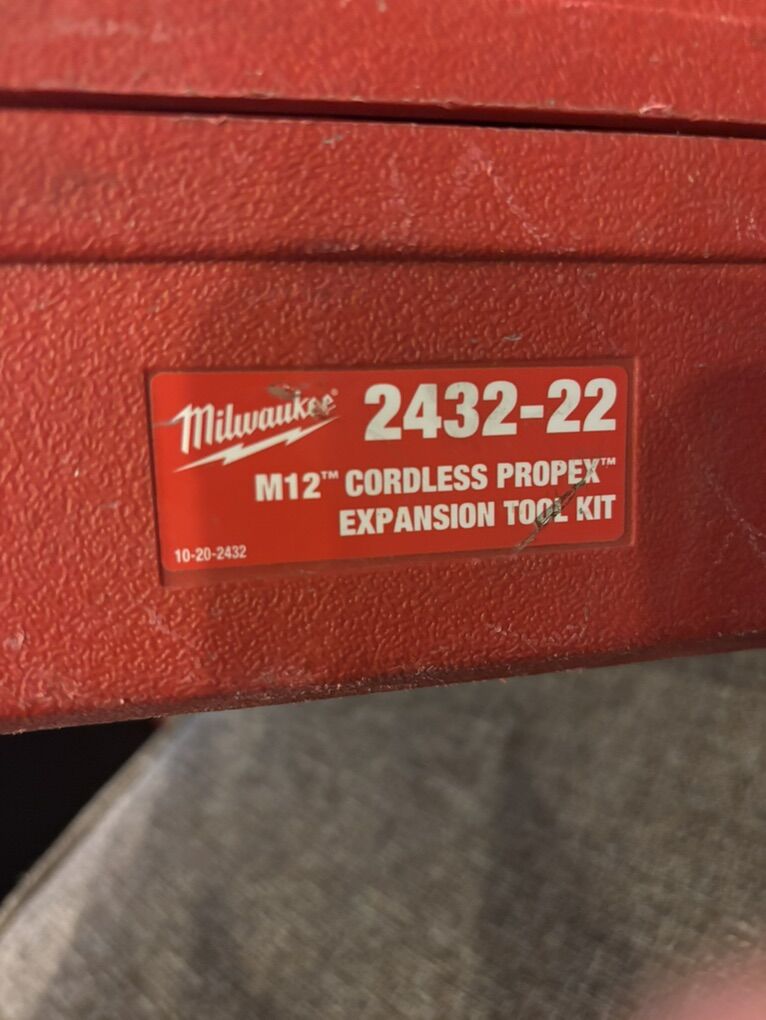 Milwaukee® 2432-22
M12™ CORDLESS PROPEX™
EXPANSION TOOL KIT
10-20-2432